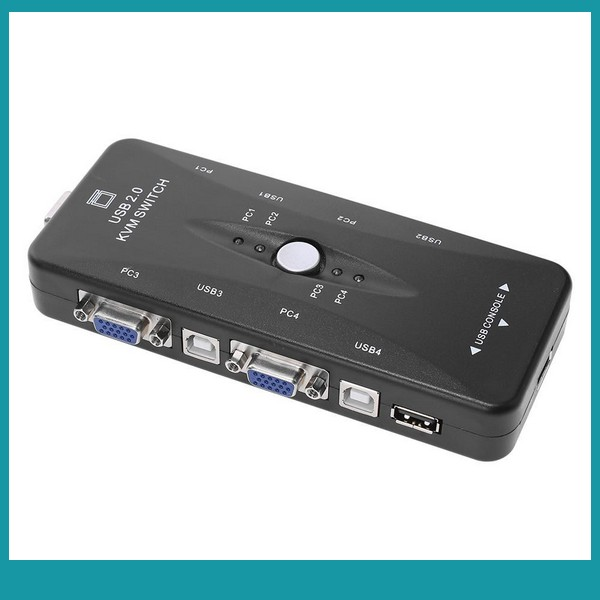 PC1
USB1
PC2
USB2
USB 2.0
KVM SWITCH
PC1
PC2
PC3
PC4
PC3
USB3
PC4
USB4
USB CONSOLE